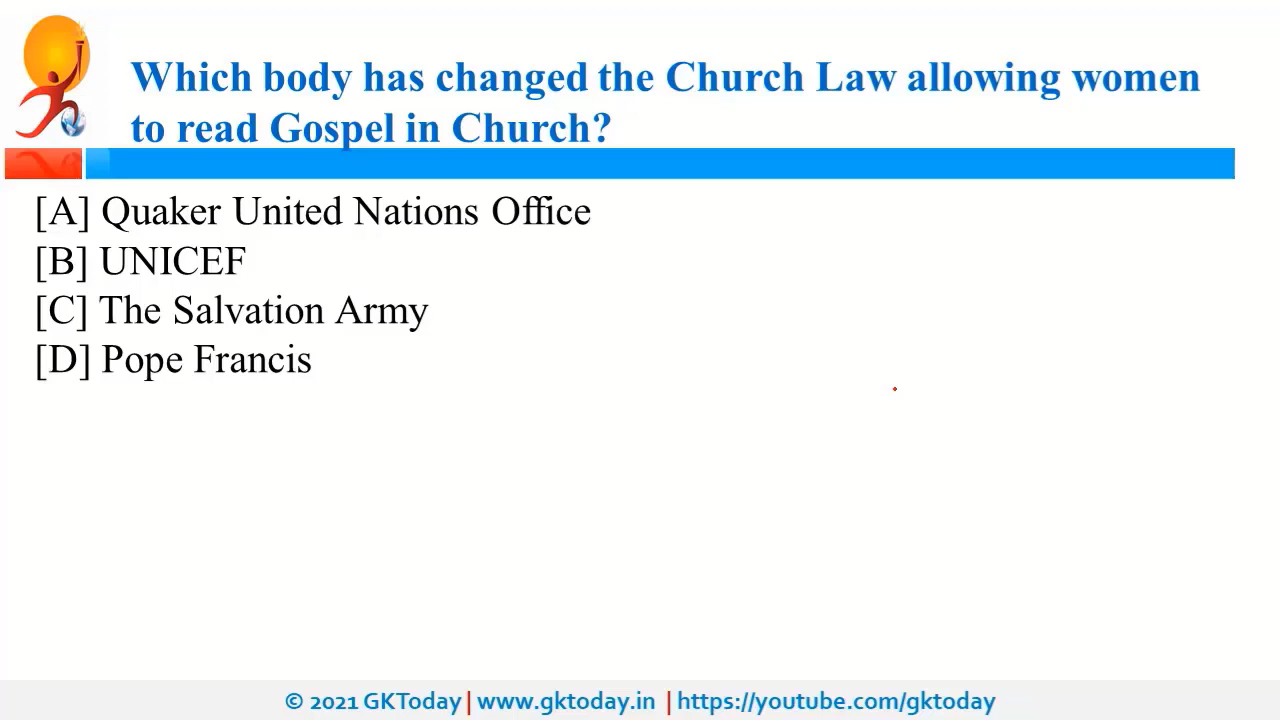 Which body has changed the Church Law allowing women
to read Gospel in Church?
[A] Quaker United Nations Office
[B] UNICEF
[C] The Salvation Army
[D] Pope Francis
© 2021 GKToday | www.gktoday.in | https://youtube.com/gktoday